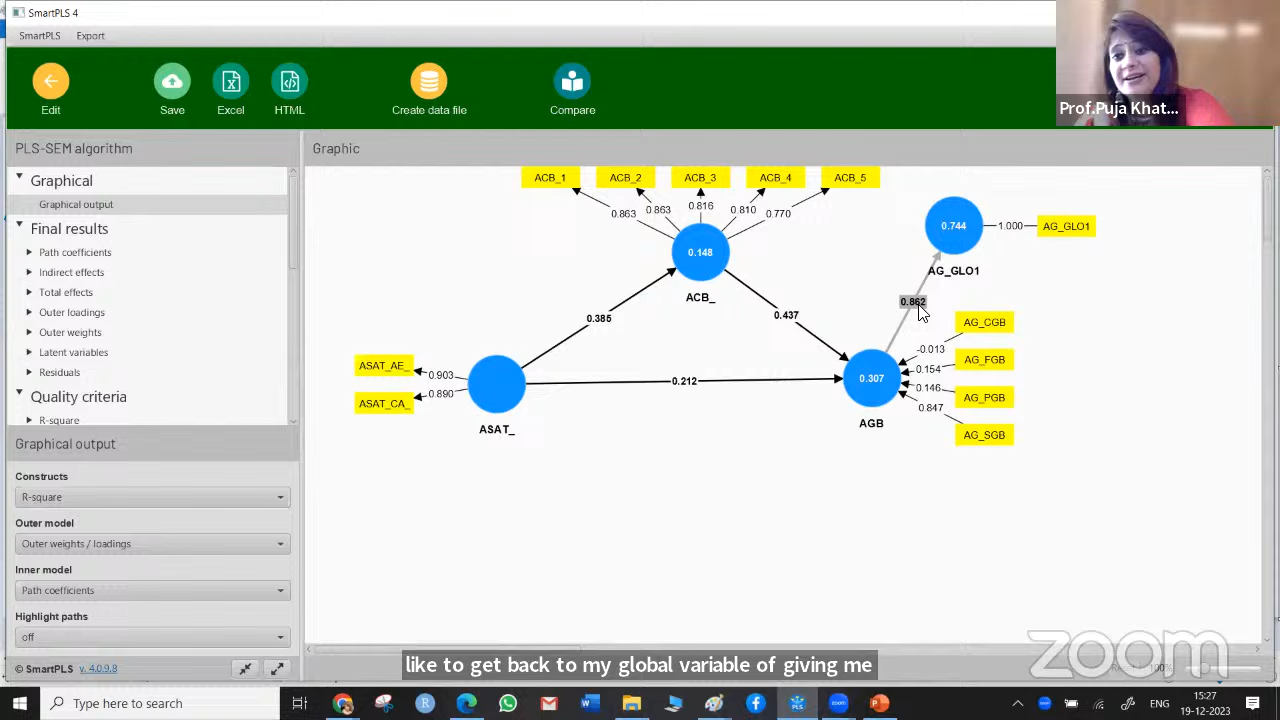 SmartPLS 4
SmartPLS Export
Edit Save Excel HTML Create data file Compare
Prof.Puja Khat...
PLS-SEM algorithm
Graphical
Graphical output
Final results
Path coefficients
Indirect effects
Total effects
Outer loadings
Outer weights
Latent variables
Residuals
Quality criteria
R-square
Graphical output
Constructs
R-square
Outer model
Outer weights / loadings
Inner model
Path coefficients
Highlight paths
off
© SmartPLS v. 4.0.9.8
Graphic
ACB_1 ACB_2 ACB_3 ACB_4 ACB_5
0.863 0.863 0.816 0.810 0.770
0.148
ACB_
0.744 1.000 AG_GLO1
AG_GLO1
0.862
0.385
0.437
AG_CGB
-0.013
AG_FGB
0.154
ASAT_AE_ 0.903
0.212
0.307
0.146 AG_PGB
ASAT_CA_ 0.890
0.847
AG_SGB
ASAT_
AGB
zoom
100%
like to get back to my global variable of giving me
Type here to search
ENG
15:27
19-12-2023